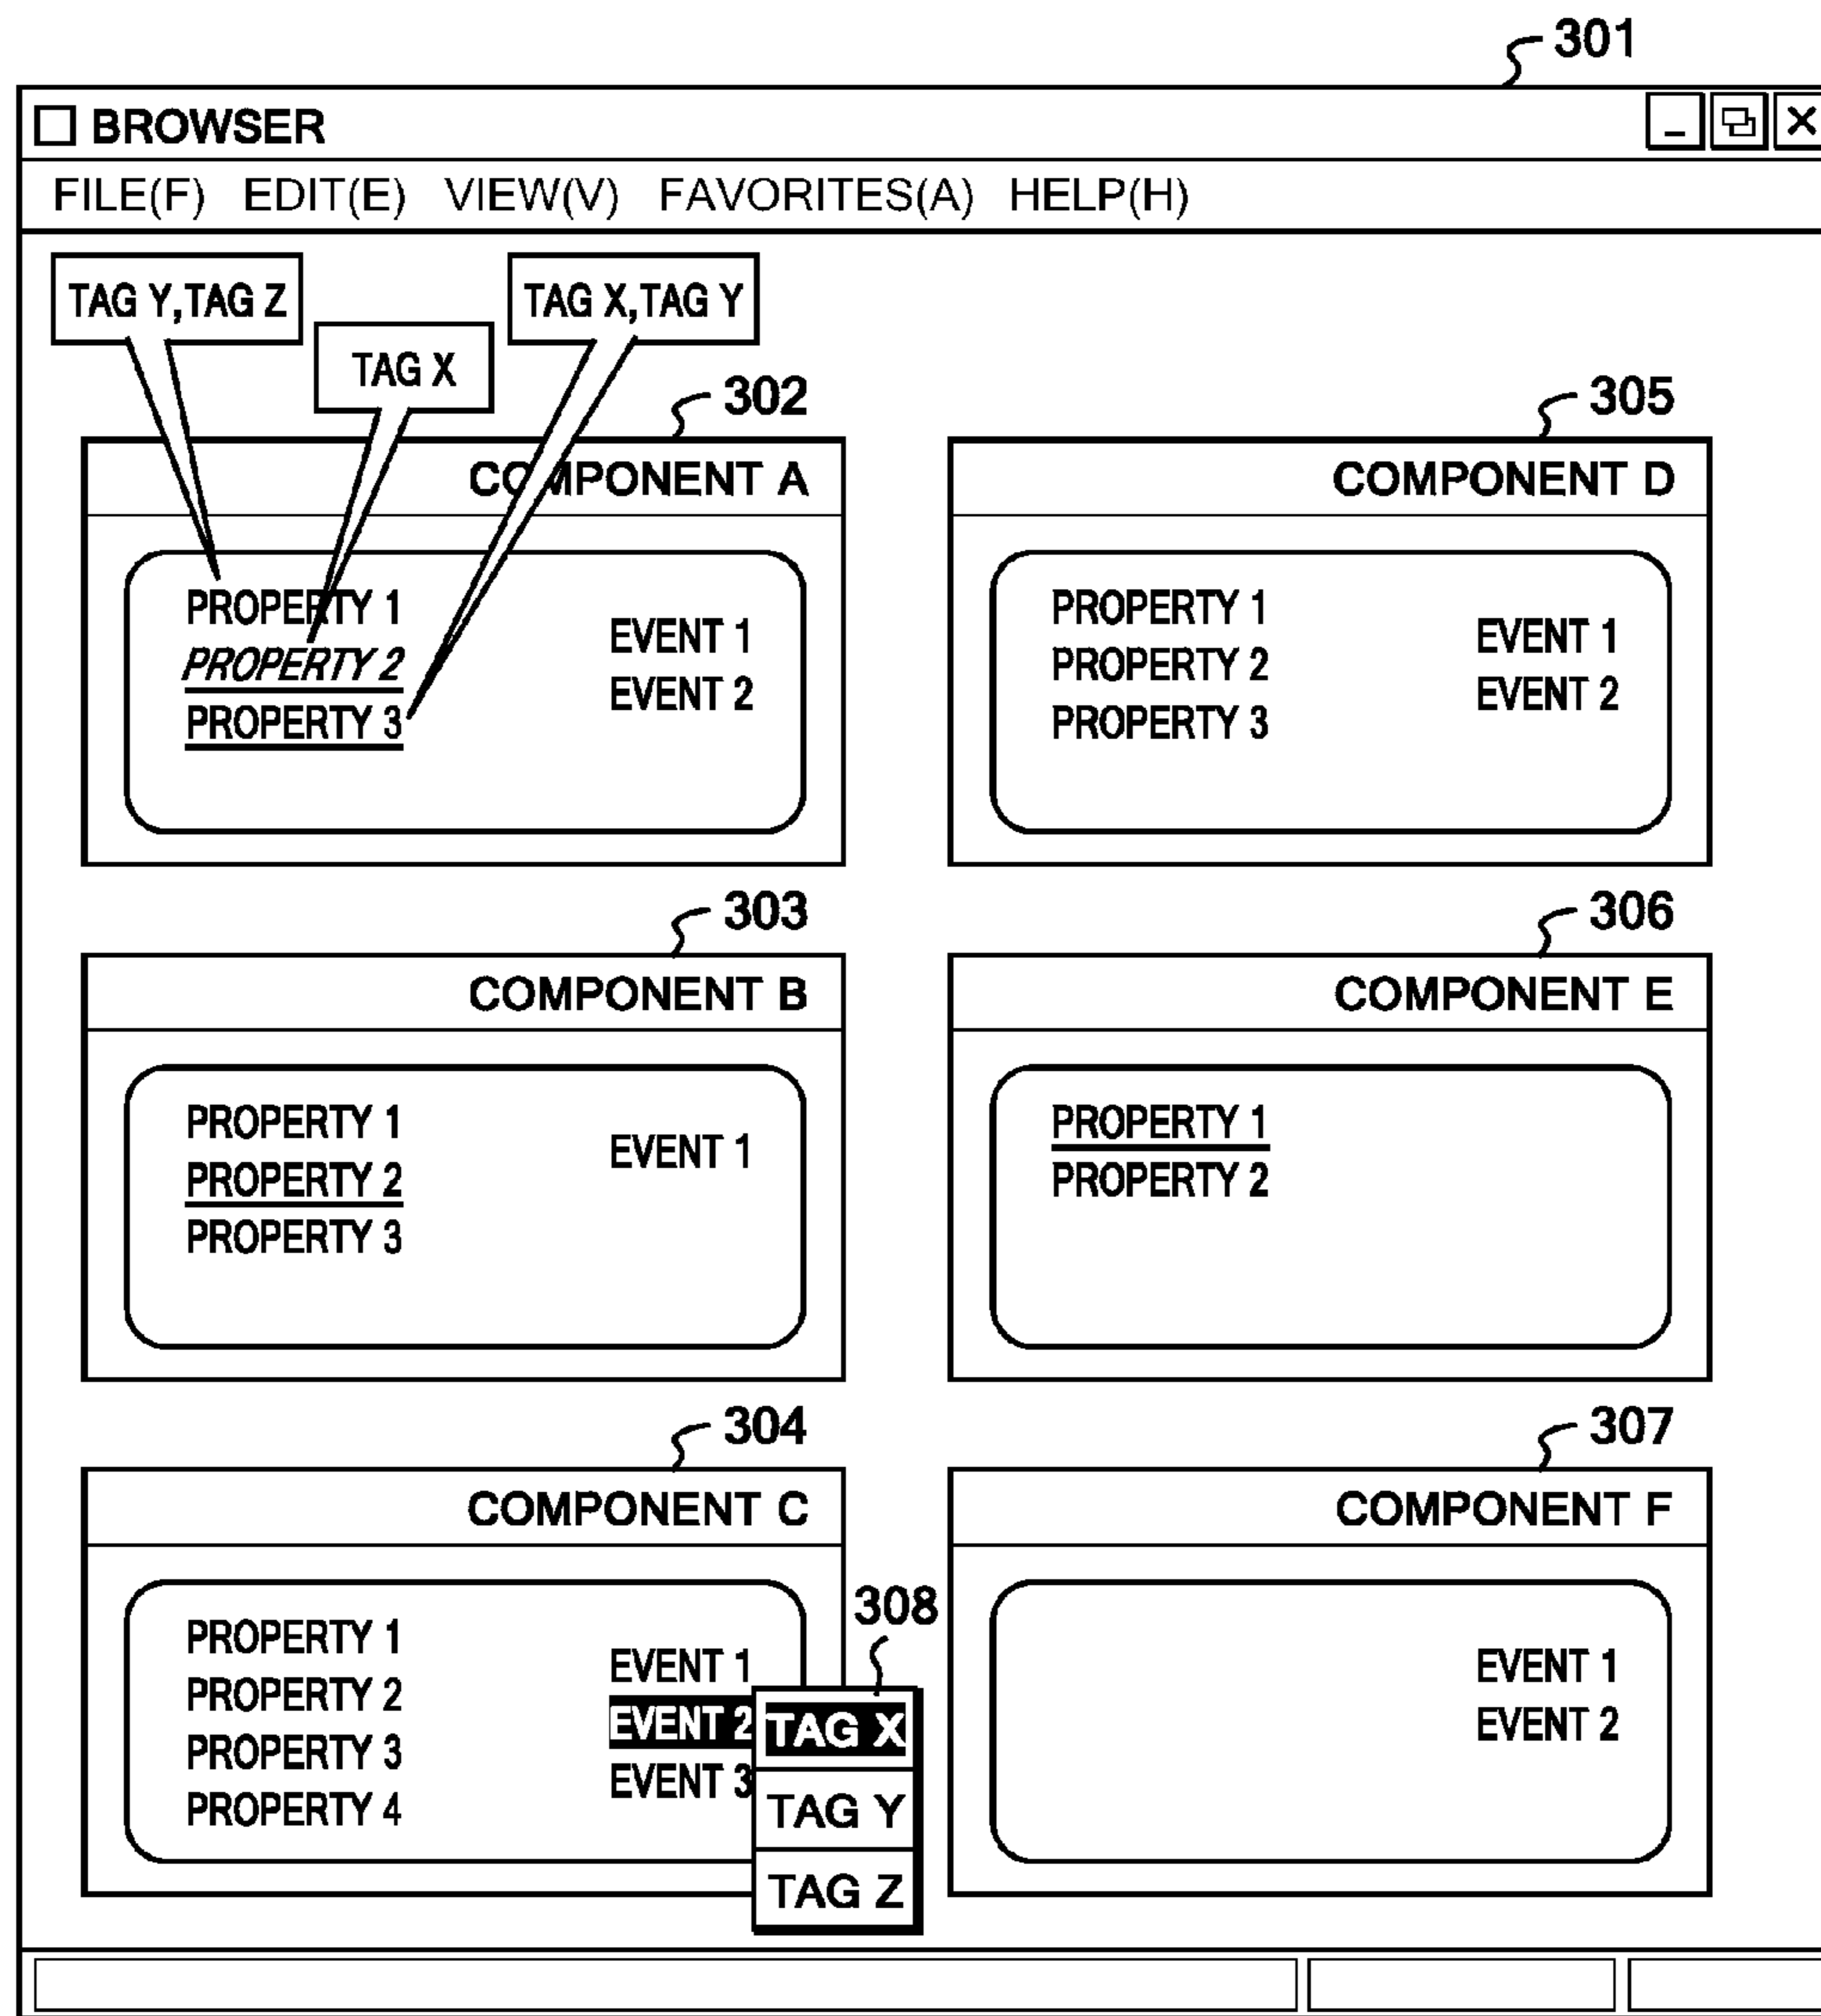 301
BROWSER
FILE(F) EDIT(E) VIEW(V) FAVORITES(A) HELP(H)
TAG Y,TAG Z
TAG X
TAG X,TAG Y
302
COMPONENT A
PROPERTY 1
PROPERTY 2
PROPERTY 3
EVENT 1
EVENT 2
305
COMPONENT D
PROPERTY 1
PROPERTY 2
PROPERTY 3
EVENT 1
EVENT 2
303
COMPONENT B
PROPERTY 1
PROPERTY 2
PROPERTY 3
EVENT 1
306
COMPONENT E
PROPERTY 1
PROPERTY 2
304
COMPONENT C
PROPERTY 1
PROPERTY 2
PROPERTY 3
PROPERTY 4
EVENT 1
EVENT 2
EVENT 3
308
TAG X
TAG Y
TAG Z
307
COMPONENT F
EVENT 1
EVENT 2